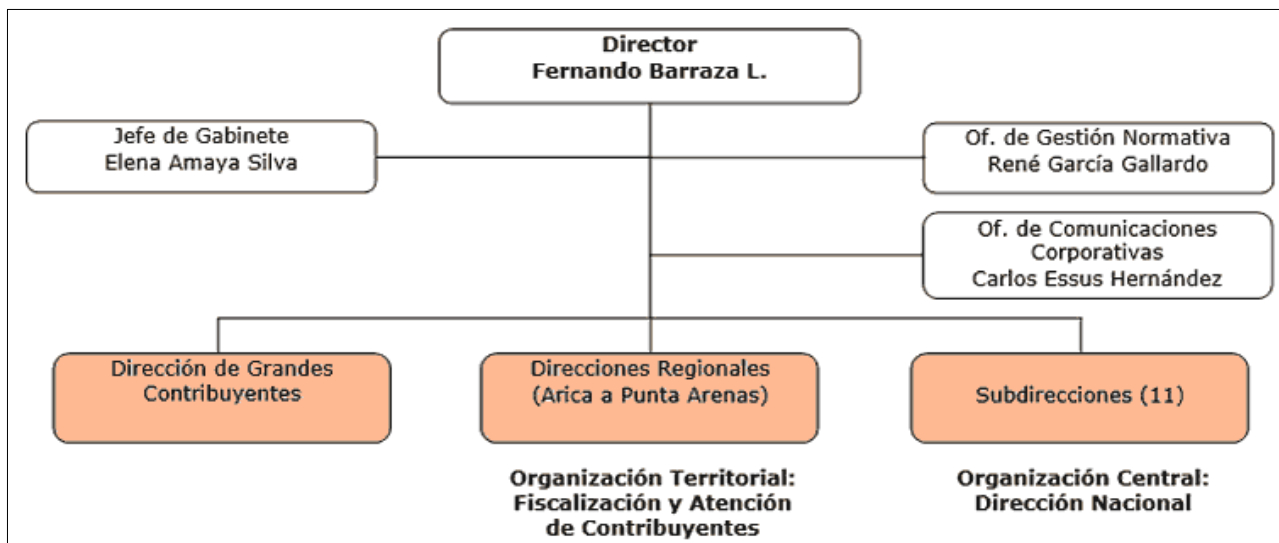 Director
Fernando Barraza L.
Jefe de Gabinete
Elena Amaya Silva
Of. de Gestión Normativa
René García Gallardo
Of. de Comunicaciones
Corporativas
Carlos Essus Hernández
Dirección de Grandes
Contribuyentes
Direcciones Regionales
(Arica a Punta Arenas)
Subdirecciones (11)
Organización Territorial:
Fiscalización y Atención
de Contribuyentes
Organización Central:
Dirección Nacional